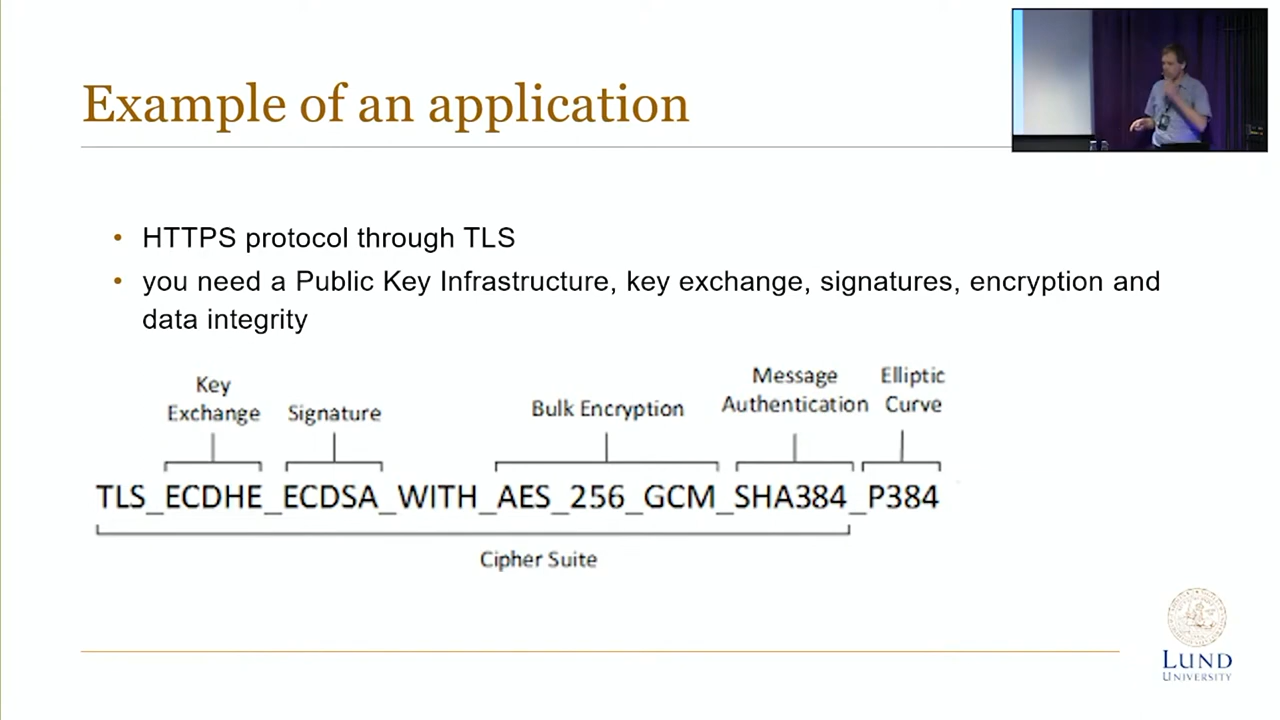 Example of an application
• HTTPS protocol through TLS
• you need a Public Key Infrastructure, key exchange, signatures, encryption and
data integrity
Key
Exchange
Signature
Bulk Encryption
Message
Authentication
Elliptic
Curve
TLS_ECDHE_ECDSA_WITH_AES_256_GCM_SHA384_P384
Cipher Suite
LUND
UNIVERSITY